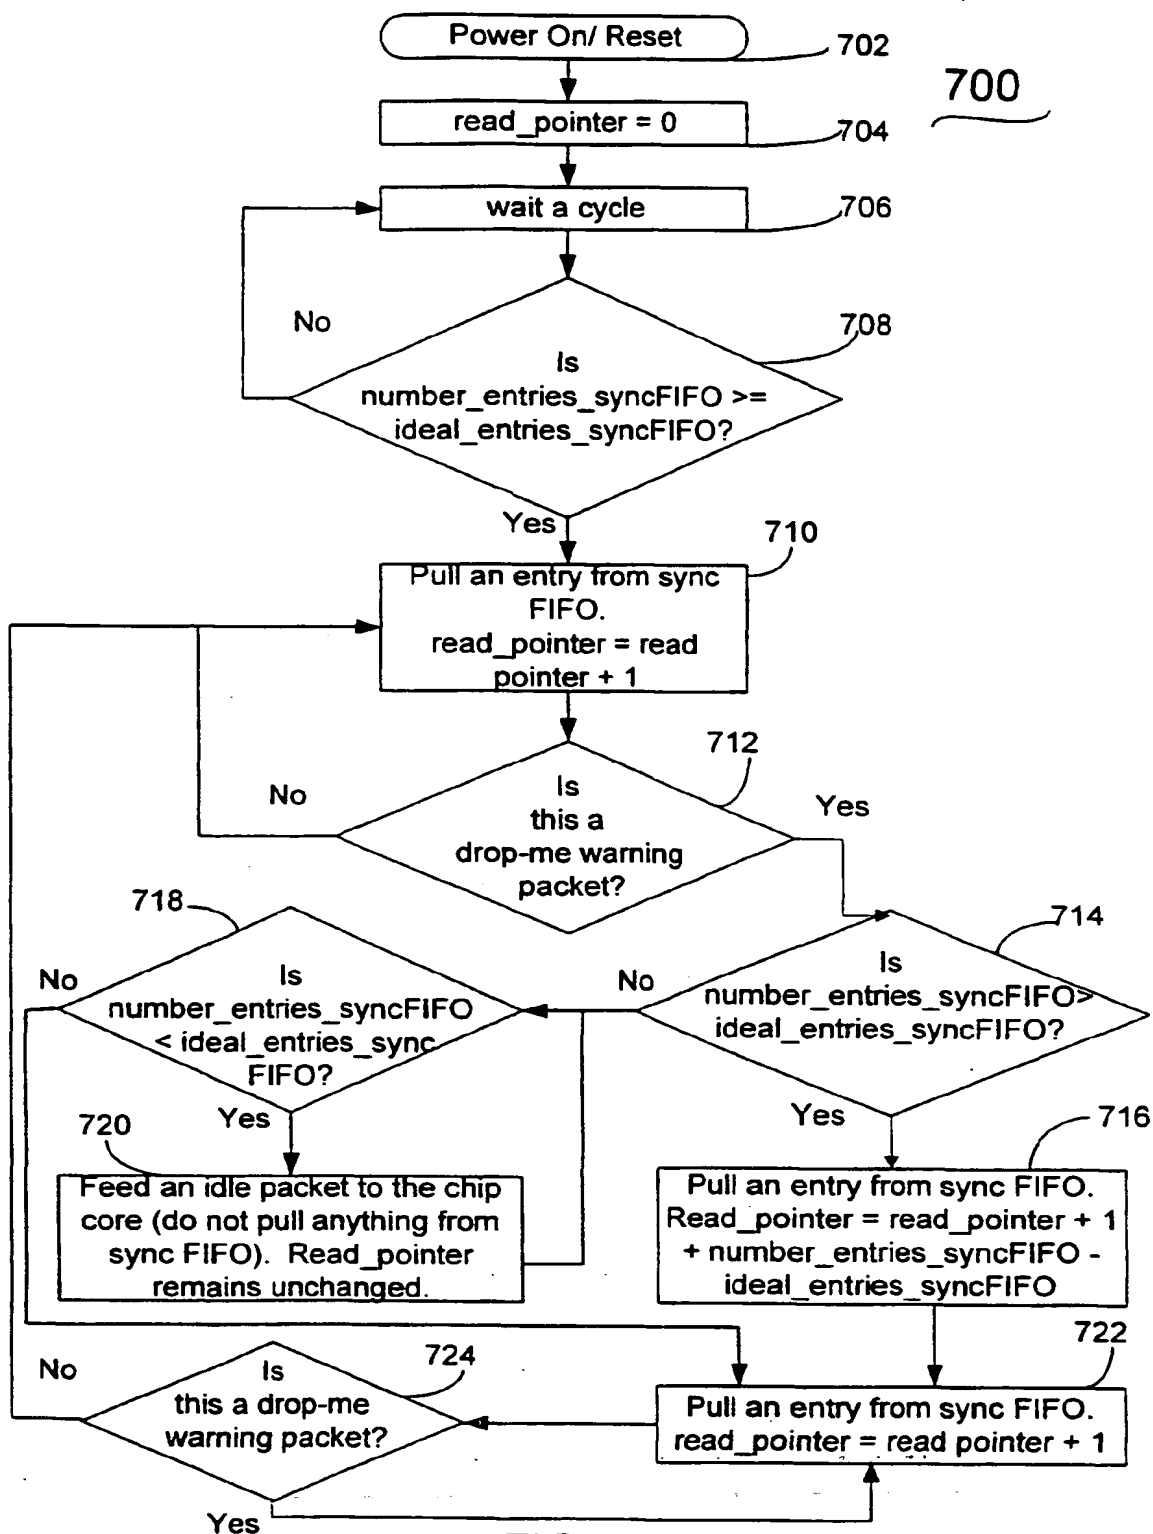 Power On/ Reset
702
700
read_pointer = 0
704
wait a cycle
706
No
708
Is
number_entries_syncFIFO >=
ideal_entries_syncFIFO?
Yes
710
Pull an entry from sync
FIFO.
read_pointer = read
pointer + 1
712
No
Is
this a
drop-me warning
packet?
Yes
718
714
No
Is
number_entries_syncFIFO
< ideal_entries_sync
FIFO?
No
Is
number_entries_syncFIFO>
ideal_entries_syncFIFO?
Yes
Yes
720
716
Feed an idle packet to the chip
core (do not pull anything from
sync FIFO). Read_pointer
remains unchanged.
Pull an entry from sync FIFO.
Read_pointer = read_pointer + 1
+ number_entries_syncFIFO -
ideal_entries_syncFIFO
722
724
No
Is
this a drop-me
warning packet?
Pull an entry from sync FIFO.
read_pointer = read pointer + 1
Yes